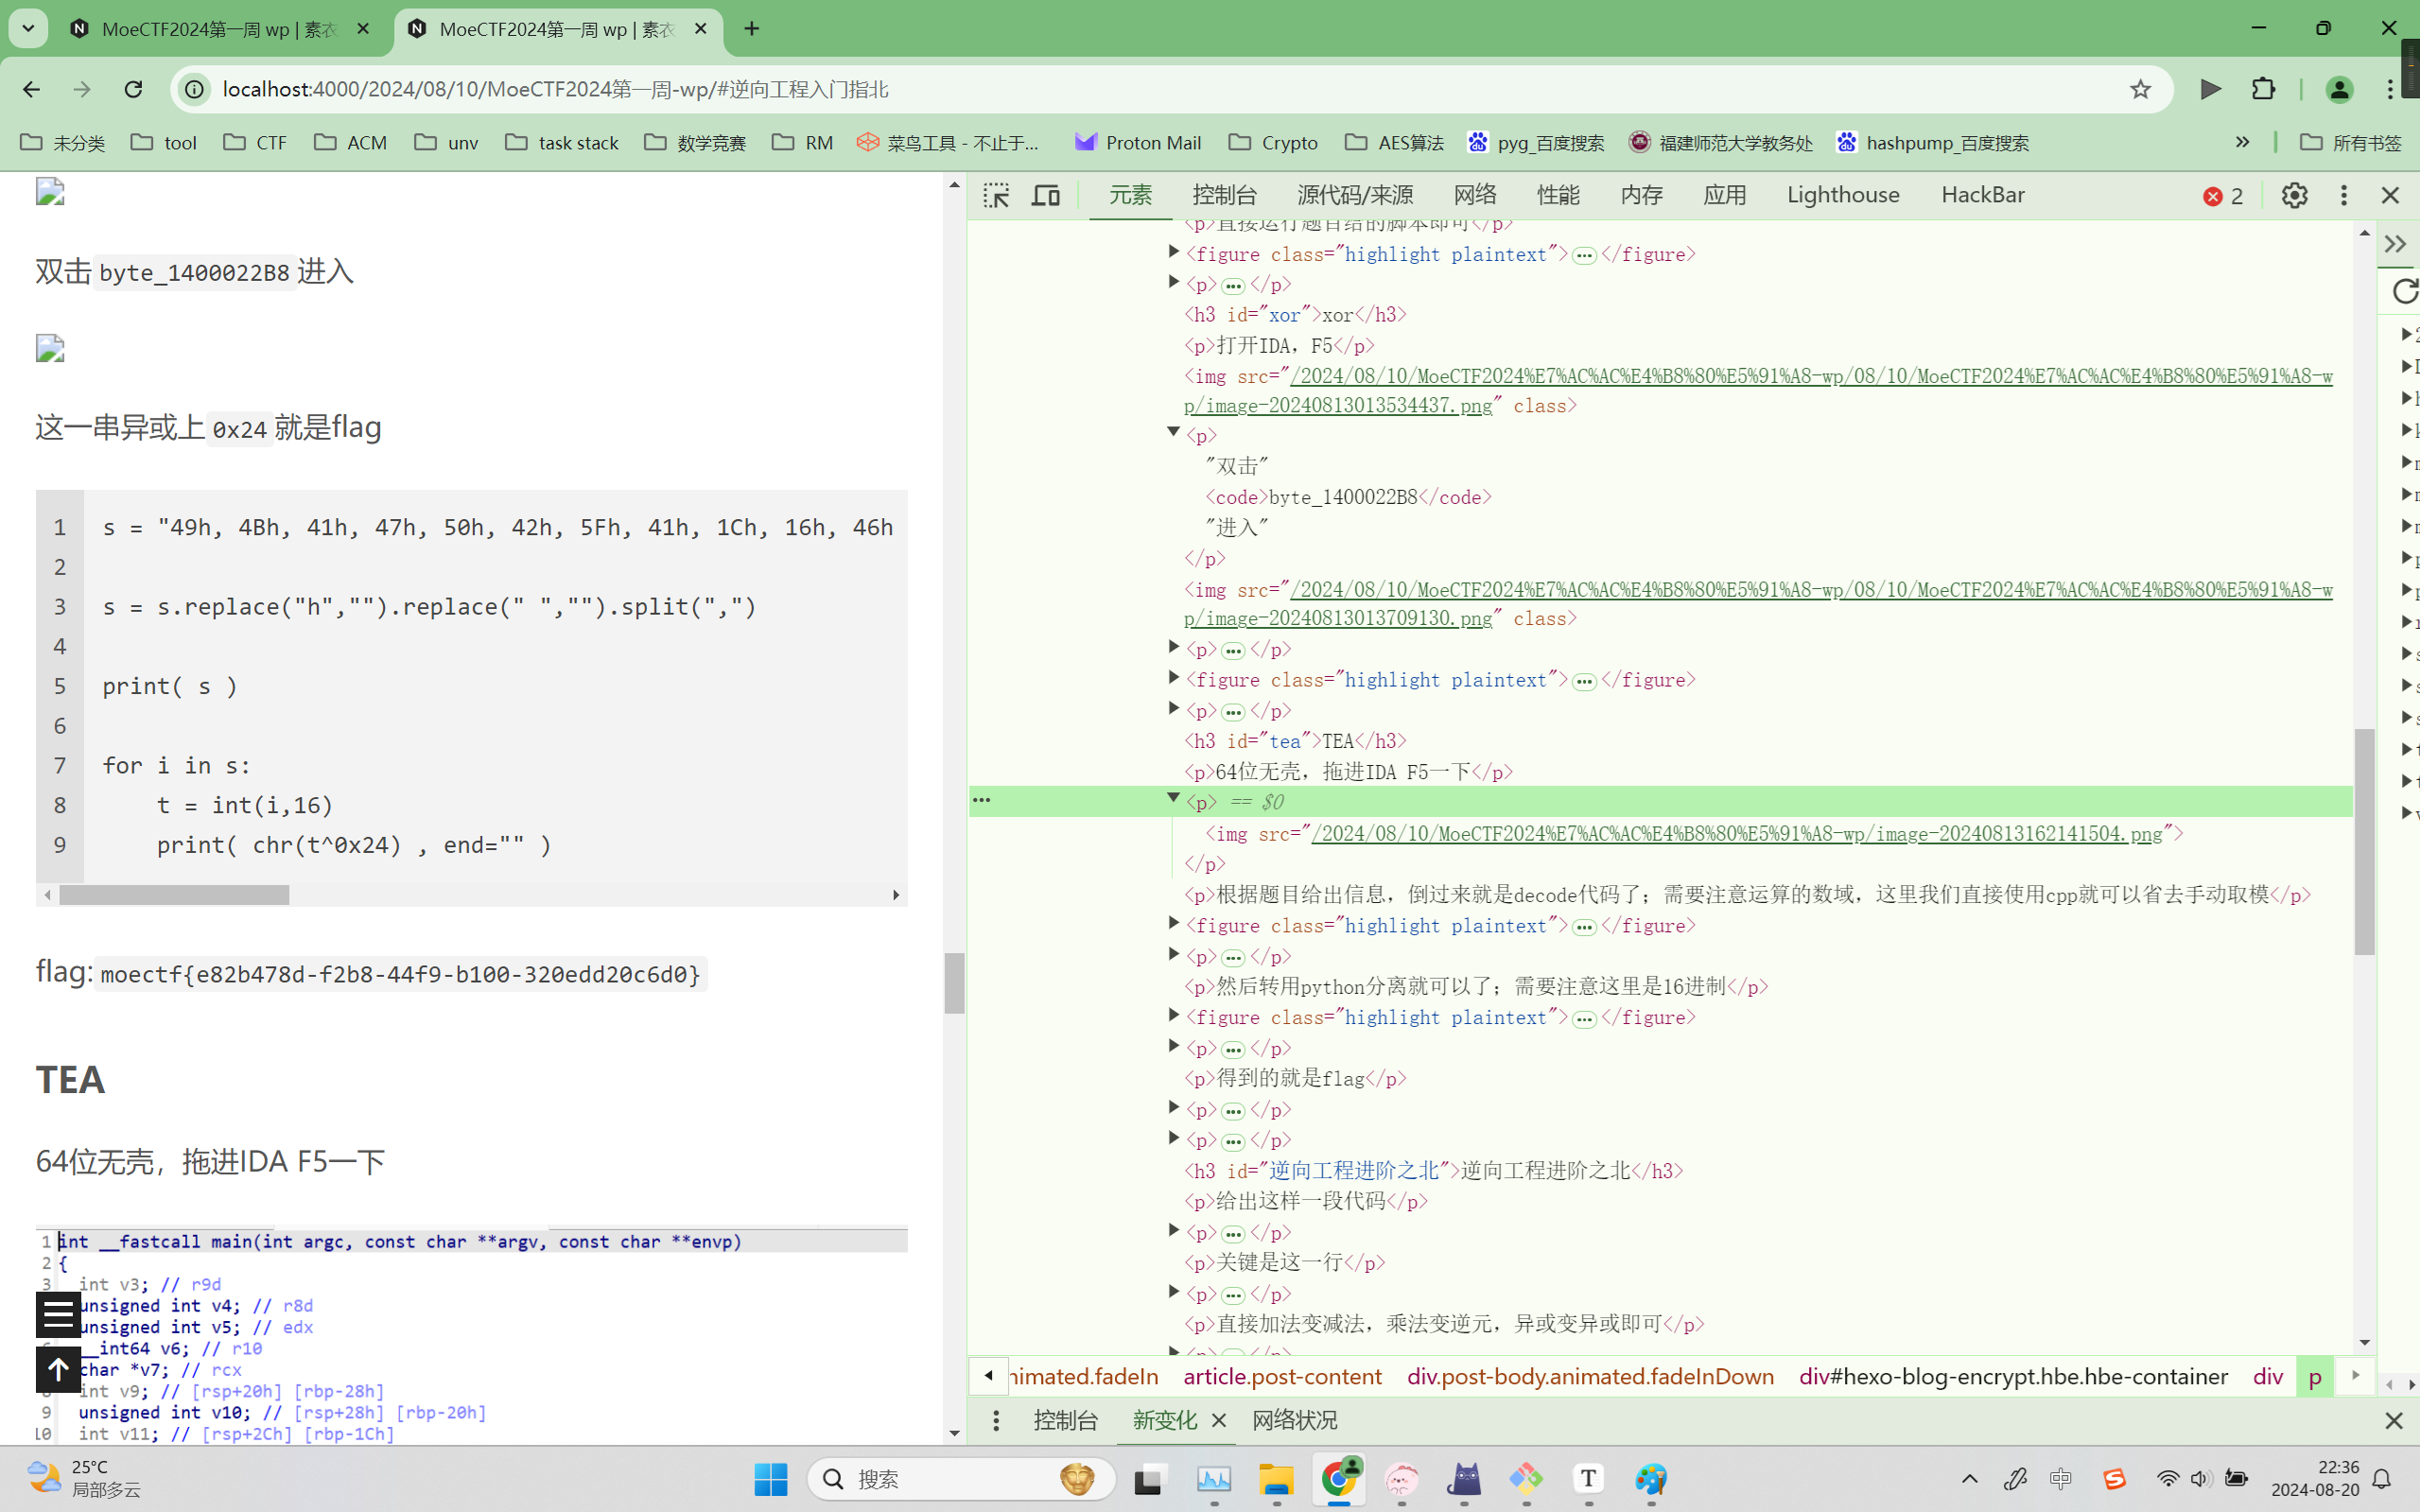 MoeCTF2024第一周 wp | 素衣
MoeCTF2024第一周 wp | 素衣
localhost:4000/2024/08/10/MoeCTF2024第一周-wp/#逆向工程入门指北
未分类 tool CTF ACM unv task stack 数学竞赛 RM 菜鸟工具 - 不止于... Proton Mail Crypto AES算法 pyg_百度搜索 福建师范大学教务处 hashpump_百度搜索 » 所有书签
双击byte_1400022B8进入
这一串异或上0x24就是flag
1 s = "49h, 4Bh, 41h, 47h, 50h, 42h, 5Fh, 41h, 1Ch, 16h, 46h
2
3 s = s.replace("h","").replace(" ","").split(",")
4
5 print( s )
6
7 for i in s:
8     t = int(i,16)
9     print( chr(t^0x24) , end="" )
flag:moectf{e82b478d-f2b8-44f9-b100-320edd20c6d0}
TEA
64位无壳，拖进IDA F5一下
1 int __fastcall main(int argc, const char **argv, const char **envp)
2 {
3 int v3; // r9d
unsigned int v4; // r8d
unsigned int v5; // edx
__int64 v6; // r10
char *v7; // rcx
int v9; // [rsp+20h] [rbp-28h]
9 unsigned int v10; // [rsp+28h] [rbp-20h]
10 int v11; // [rsp+2Ch] [rbp-1Ch]
元素 控制台 源代码/来源 网络 性能 内存 应用 Lighthouse HackBar 2
<p>直接运行题目给的脚本即可</p>
<figure class="highlight plaintext">…</figure>
<p>…</p>
<h3 id="xor">xor</h3>
<p>打开IDA，F5</p>
<img src="/2024/08/10/MoeCTF2024%E7%AC%AC%E4%B8%80%E5%91%A8-wp/08/10/MoeCTF2024%E7%AC%AC%E4%B8%80%E5%91%A8-w
p/image-20240813013534437.png" class>
<p>
"双击"
<code>byte_1400022B8</code>
"进入"
</p>
<img src="/2024/08/10/MoeCTF2024%E7%AC%AC%E4%B8%80%E5%91%A8-wp/08/10/MoeCTF2024%E7%AC%AC%E4%B8%80%E5%91%A8-w
p/image-20240813013709130.png" class>
<p>…</p>
<figure class="highlight plaintext">…</figure>
<p>…</p>
<h3 id="tea">TEA</h3>
<p>64位无壳，拖进IDA F5一下</p>
… <p> == $0
<img src="/2024/08/10/MoeCTF2024%E7%AC%AC%E4%B8%80%E5%91%A8-wp/image-20240813162141504.png">
</p>
<p>根据题目给出信息，倒过来就是decode代码了；需要注意运算的数域，这里我们直接使用cpp就可以省去手动取模</p>
<figure class="highlight plaintext">…</figure>
<p>…</p>
<p>然后转用python分离就可以了；需要注意这里是16进制</p>
<figure class="highlight plaintext">…</figure>
<p>…</p>
<p>得到的就是flag</p>
<p>…</p>
<p>…</p>
<h3 id="逆向工程进阶之北">逆向工程进阶之北</h3>
<p>给出这样一段代码</p>
<p>…</p>
<p>关键是这一行</p>
<p>…</p>
<p>直接加法变减法，乘法变逆元，异或变异或即可</p>
<p>…</p>
nimated.fadeIn article.post-content div.post-body.animated.fadeInDown div#hexo-blog-encrypt.hbe.hbe-container div p
控制台 新变化 网络状况
25°C
局部多云
搜索
中
22:36
2024-08-20